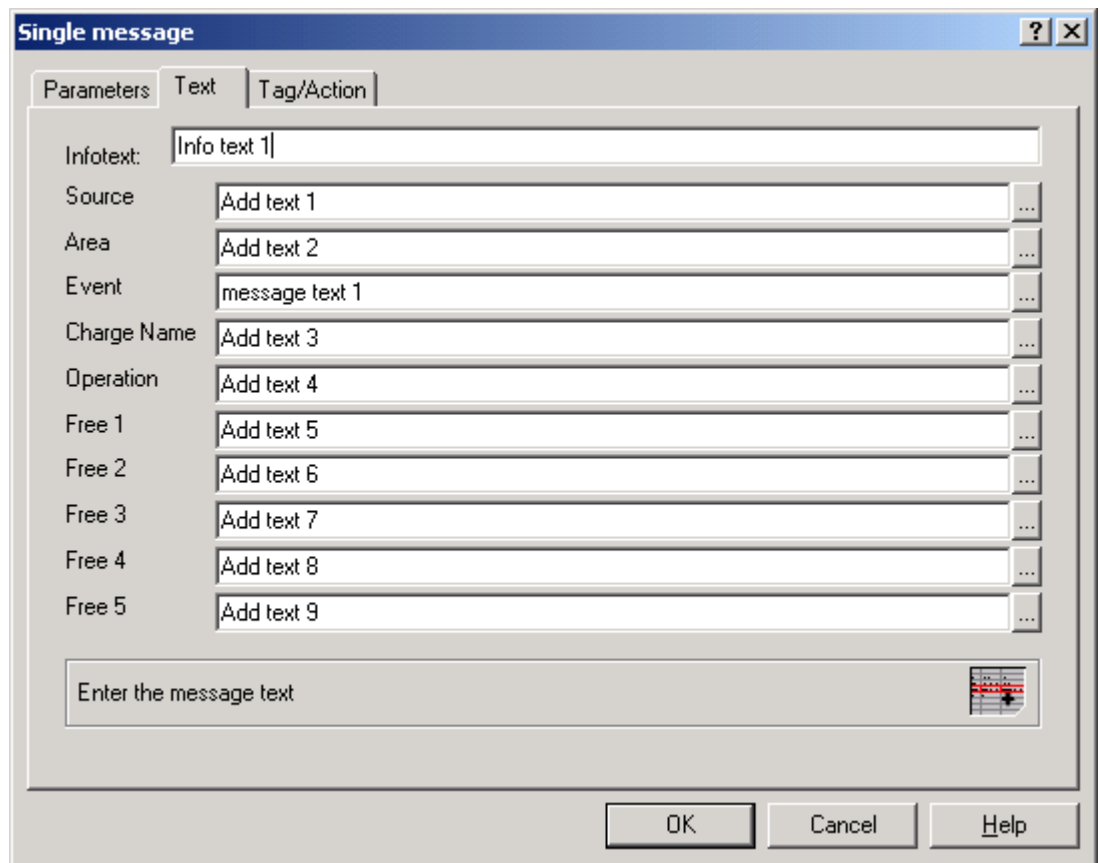 Single message
Parameters Text Tag/Action
Infotext: Info text 1
Source Add text 1 ...
Area Add text 2 ...
Event message text 1 ...
Charge Name Add text 3 ...
Operation Add text 4 ...
Free 1 Add text 5 ...
Free 2 Add text 6 ...
Free 3 Add text 7 ...
Free 4 Add text 8 ...
Free 5 Add text 9 ...
Enter the message text
OK Cancel Help